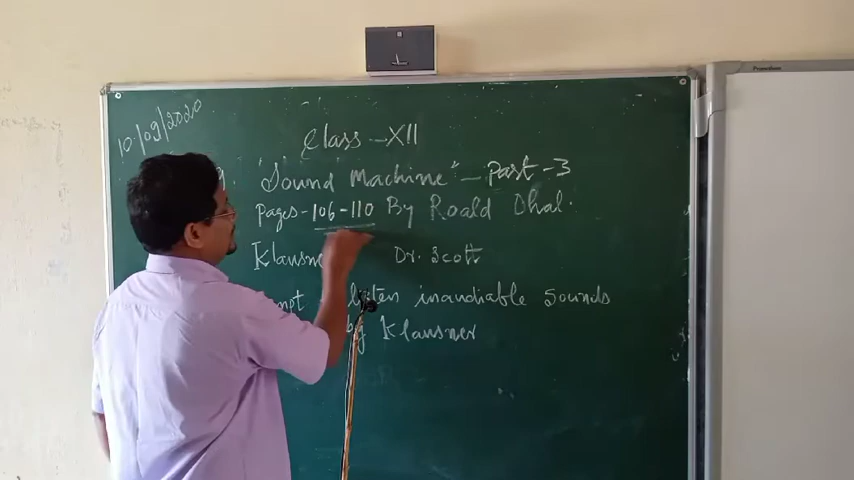 10.09.2020
Class - XII
'Sound Machine' - Part - 3
Pages - 106 - 110 By Roald Dhal.
Dr. Scott
listen inaudiable Sounds
by Klausner